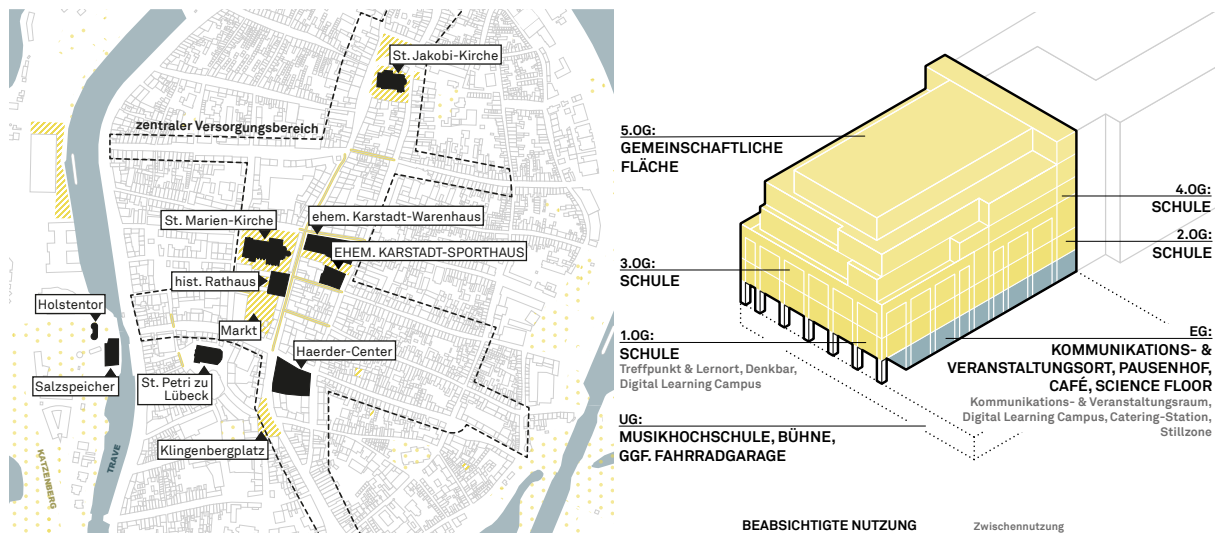 St. Jakobi-Kirche
zentraler Versorgungsbereich
St. Marien-Kirche
ehem. Karstadt-Warenhaus
EHEM. KARSTADT-SPORTHAUS
hist. Rathaus
Holstentor
Markt
Haerder-Center
Salzspeicher
St. Petri zu
Lübeck
Klingenbergplatz
KATZENBERG
TRAVE
5.OG:
GEMEINSCHAFTLICHE
FLÄCHE
4.OG:
SCHULE
2.OG:
SCHULE
3.OG:
SCHULE
1.OG:
SCHULE
Treffpunkt & Lernort, Denkbar,
Digital Learning Campus
EG:
KOMMUNIKATIONS- &
VERANSTALTUNGSORT, PAUSENHOF,
CAFÉ, SCIENCE FLOOR
Kommunikations- & Veranstaltungsraum,
Digital Learning Campus, Catering-Station,
Stillzone
UG:
MUSIKHOCHSCHULE, BÜHNE,
GGF. FAHRRADGARAGE
BEABSICHTIGTE NUTZUNG
Zwischennutzung